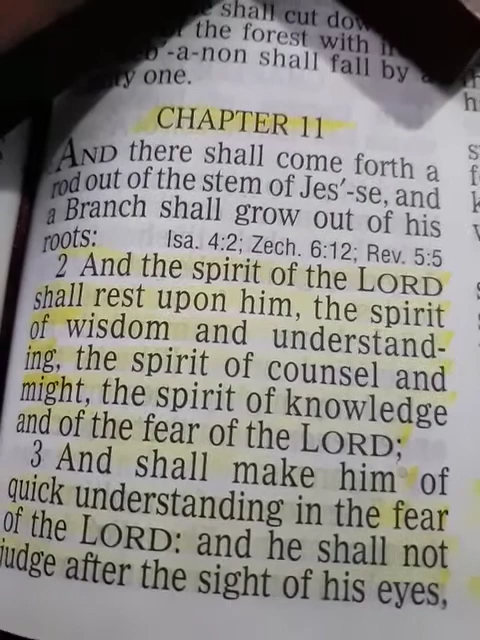 shall cut dow
the forest with
-a-non shall fall by
y one.
CHAPTER 11
AND there shall come forth a
rod out of the stem of Jes′-se, and
a Branch shall grow out of his
roots: Isa. 4:2; Zech. 6:12; Rev. 5:5
2 And the spirit of the LORD
shall rest upon him, the spirit
of wisdom and understand-
ing, the spirit of counsel and
might, the spirit of knowledge
and of the fear of the LORD;
3 And shall make him of
quick understanding in the fear
of the LORD: and he shall not
judge after the sight of his eyes,